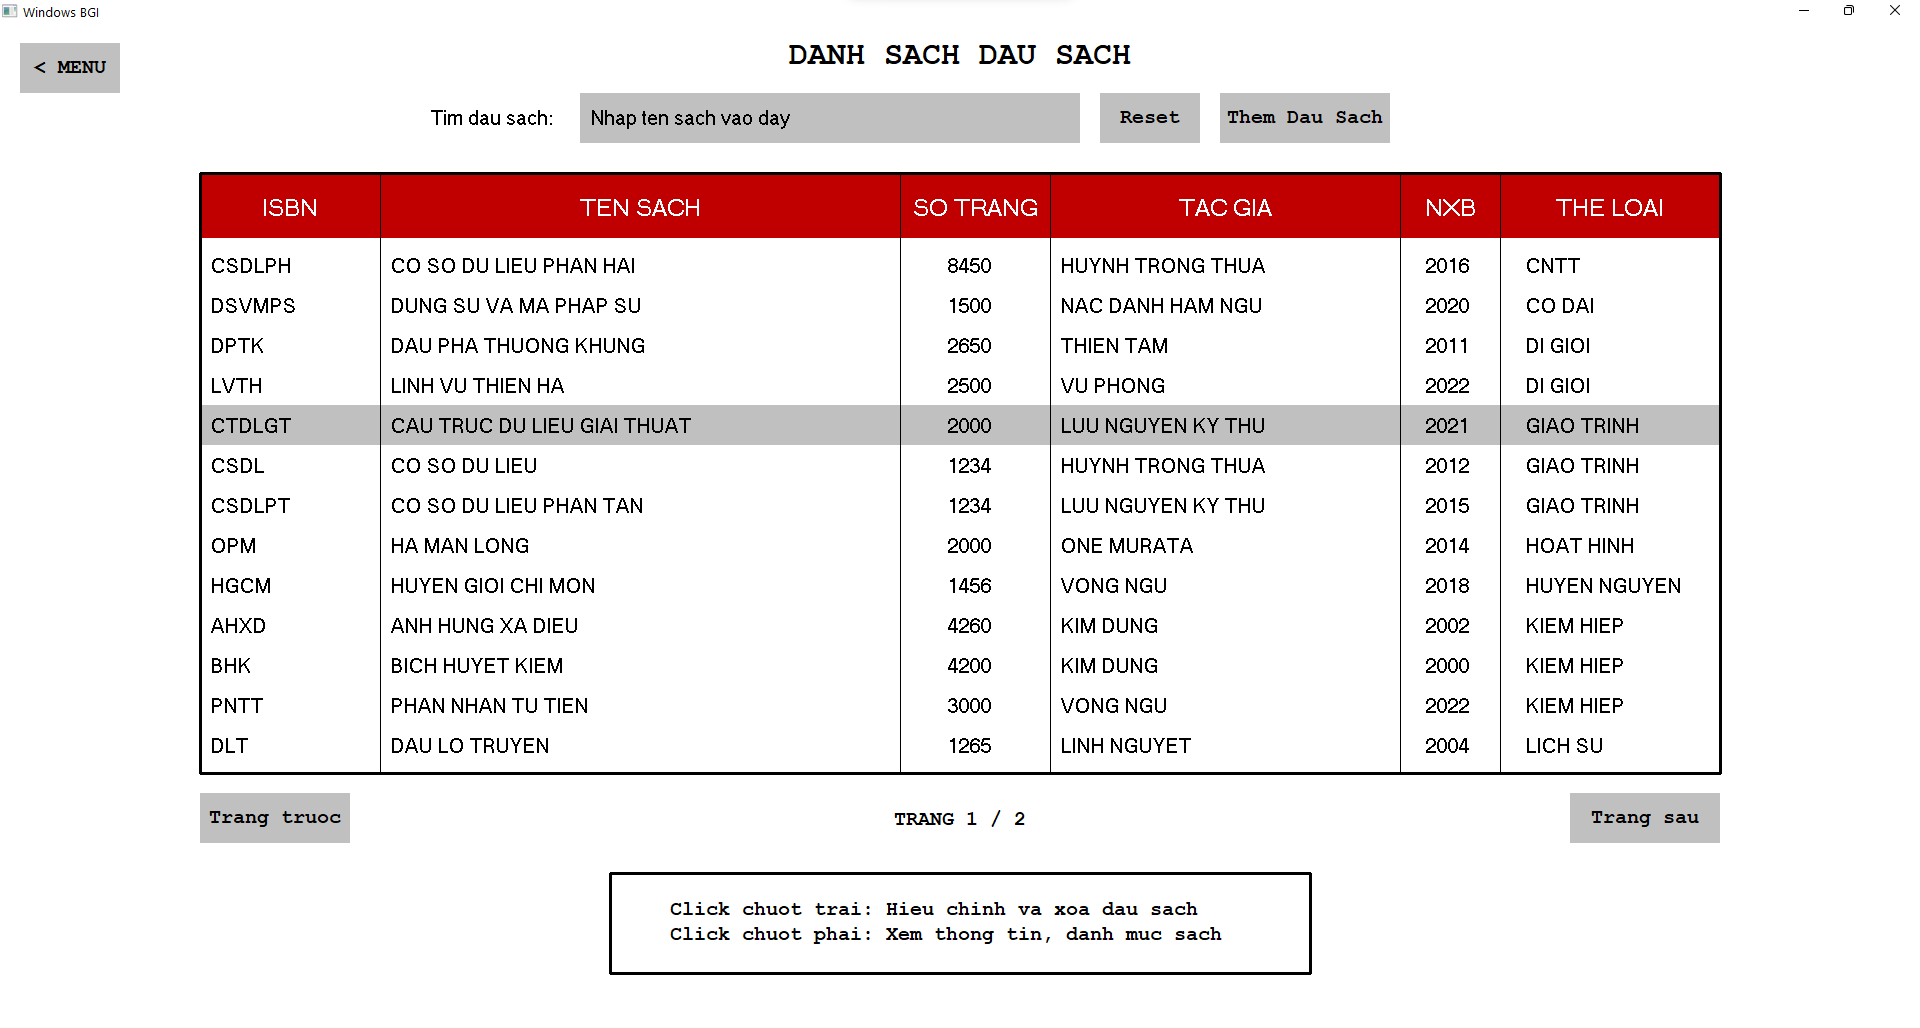 Windows BGI
< MENU
DANH SACH DAU SACH
Tim dau sach: Nhap ten sach vao day Reset Them Dau Sach
ISBN TEN SACH SO TRANG TAC GIA NXB THE LOAI
CSDLPH CO SO DU LIEU PHAN HAI 8450 HUYNH TRONG THUA 2016 CNTT
DSVMPS DUNG SU VA MA PHAP SU 1500 NAC DANH HAM NGU 2020 CO DAI
DPTK DAU PHA THUONG KHUNG 2650 THIEN TAM 2011 DI GIOI
LVTH LINH VU THIEN HA 2500 VU PHONG 2022 DI GIOI
CTDLGT CAU TRUC DU LIEU GIAI THUAT 2000 LUU NGUYEN KY THU 2021 GIAO TRINH
CSDL CO SO DU LIEU 1234 HUYNH TRONG THUA 2012 GIAO TRINH
CSDLPT CO SO DU LIEU PHAN TAN 1234 LUU NGUYEN KY THU 2015 GIAO TRINH
OPM HA MAN LONG 2000 ONE MURATA 2014 HOAT HINH
HGCM HUYEN GIOI CHI MON 1456 VONG NGU 2018 HUYEN NGUYEN
AHXD ANH HUNG XA DIEU 4260 KIM DUNG 2002 KIEM HIEP
BHK BICH HUYET KIEM 4200 KIM DUNG 2000 KIEM HIEP
PNTT PHAN NHAN TU TIEN 3000 VONG NGU 2022 KIEM HIEP
DLT DAU LO TRUYEN 1265 LINH NGUYET 2004 LICH SU
Trang truoc TRANG 1 / 2 Trang sau
Click chuot trai: Hieu chinh va xoa dau sach
Click chuot phai: Xem thong tin, danh muc sach